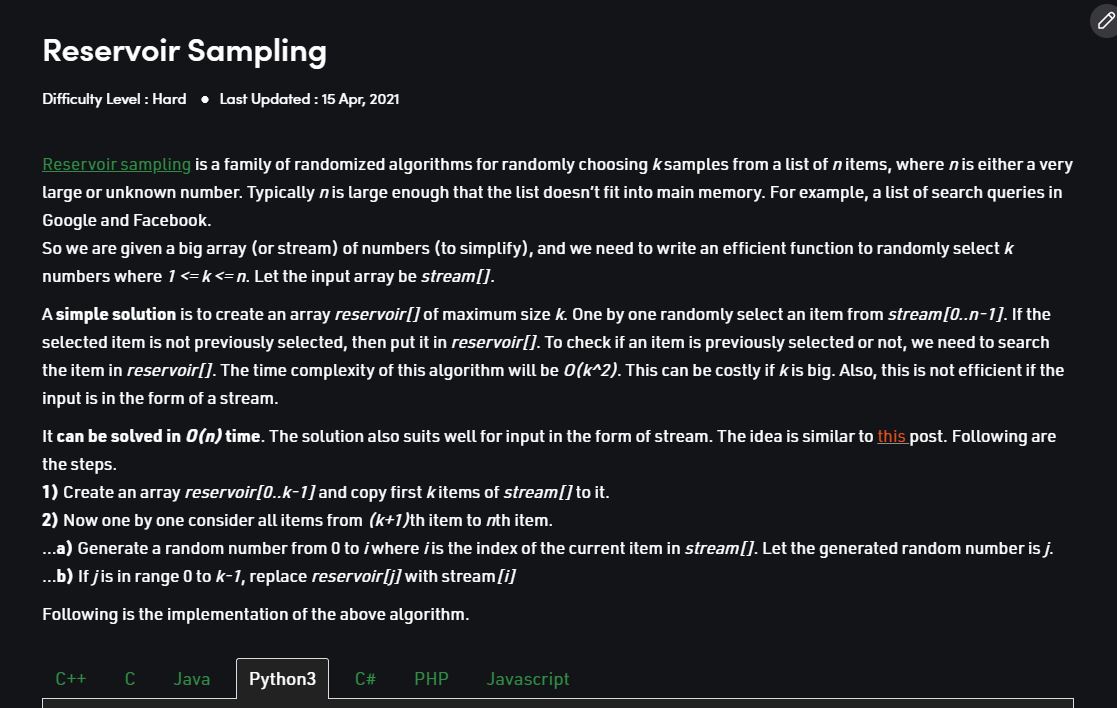 Reservoir Sampling
Difficulty Level : Hard ● Last Updated : 15 Apr, 2021
Reservoir sampling is a family of randomized algorithms for randomly choosing k samples from a list of n items, where n is either a very
large or unknown number. Typically n is large enough that the list doesn’t fit into main memory. For example, a list of search queries in
Google and Facebook.
So we are given a big array (or stream) of numbers (to simplify), and we need to write an efficient function to randomly select k
numbers where 1 <= k <= n. Let the input array be stream[].
A simple solution is to create an array reservoir[] of maximum size k. One by one randomly select an item from stream[0..n-1]. If the
selected item is not previously selected, then put it in reservoir[]. To check if an item is previously selected or not, we need to search
the item in reservoir[]. The time complexity of this algorithm will be O(k^2). This can be costly if k is big. Also, this is not efficient if the
input is in the form of a stream.
It can be solved in O(n) time. The solution also suits well for input in the form of stream. The idea is similar to this post. Following are
the steps.
1) Create an array reservoir[0..k-1] and copy first k items of stream[] to it.
2) Now one by one consider all items from (k+1)th item to nth item.
...a) Generate a random number from 0 to i where i is the index of the current item in stream[]. Let the generated random number is j.
...b) If j is in range 0 to k-1, replace reservoir[j] with stream[i]
Following is the implementation of the above algorithm.
C++ C Java Python3 C# PHP Javascript